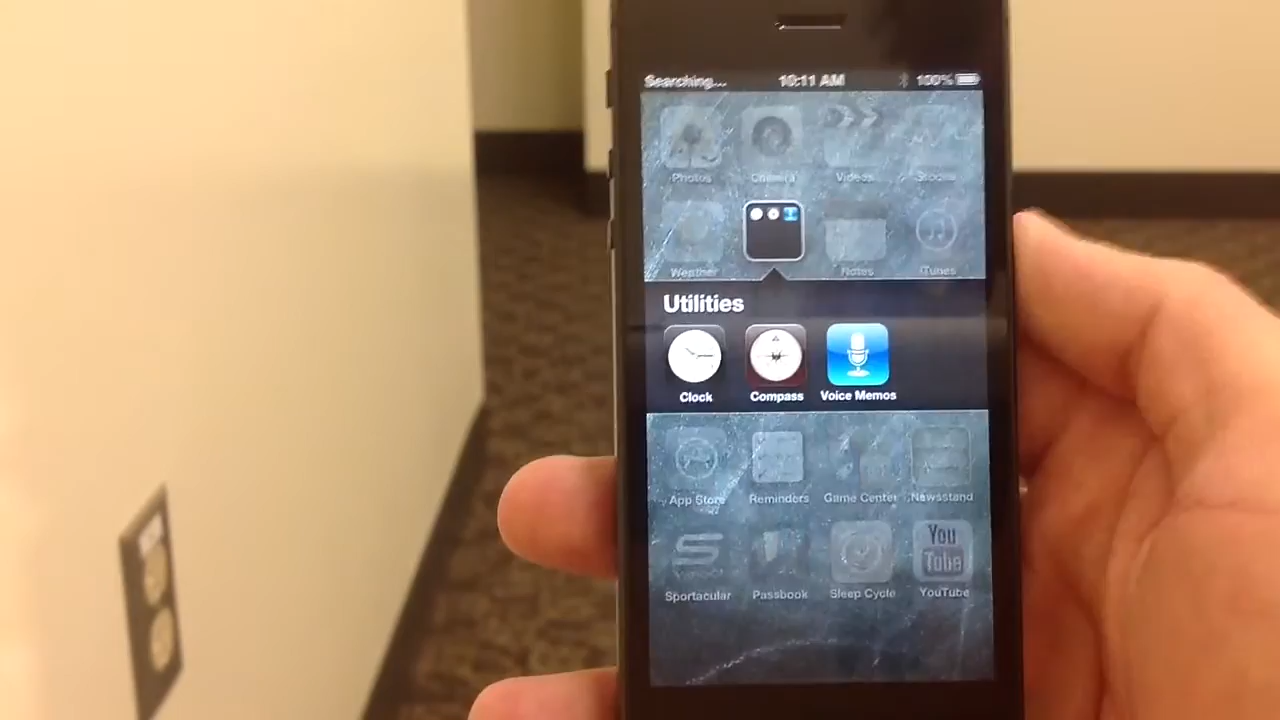 Searching... 10:11 AM 100%
Photos Camera Videos Stocks
Weather Notes iTunes
Utilities
Clock Compass Voice Memos
App Store Reminders Game Center Newsstand
You
Tube
Sportacular Passbook Sleep Cycle YouTube